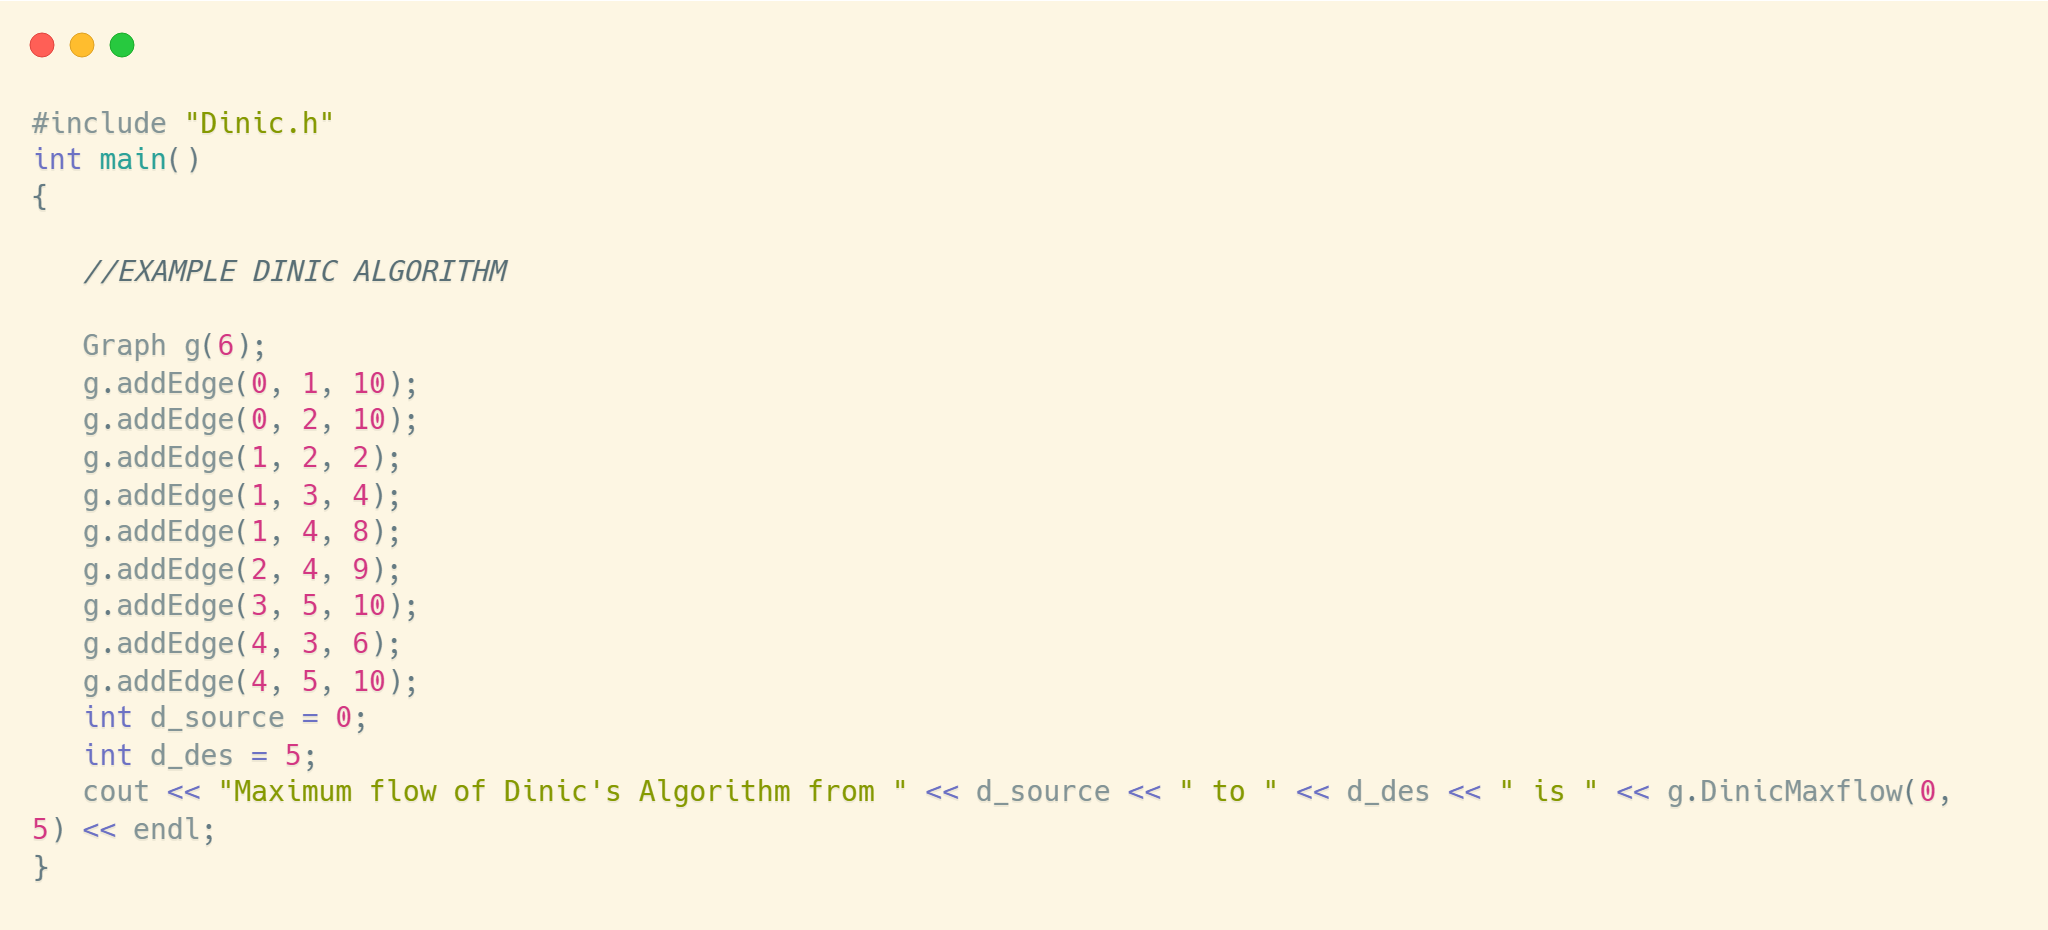 #include "Dinic.h"
int main()
{
//EXAMPLE DINIC ALGORITHM
Graph g(6);
g.addEdge(0, 1, 10);
g.addEdge(0, 2, 10);
g.addEdge(1, 2, 2);
g.addEdge(1, 3, 4);
g.addEdge(1, 4, 8);
g.addEdge(2, 4, 9);
g.addEdge(3, 5, 10);
g.addEdge(4, 3, 6);
g.addEdge(4, 5, 10);
int d_source = 0;
int d_des = 5;
cout << "Maximum flow of Dinic's Algorithm from " << d_source << " to " << d_des << " is " << g.DinicMaxflow(0,
5) << endl;
}